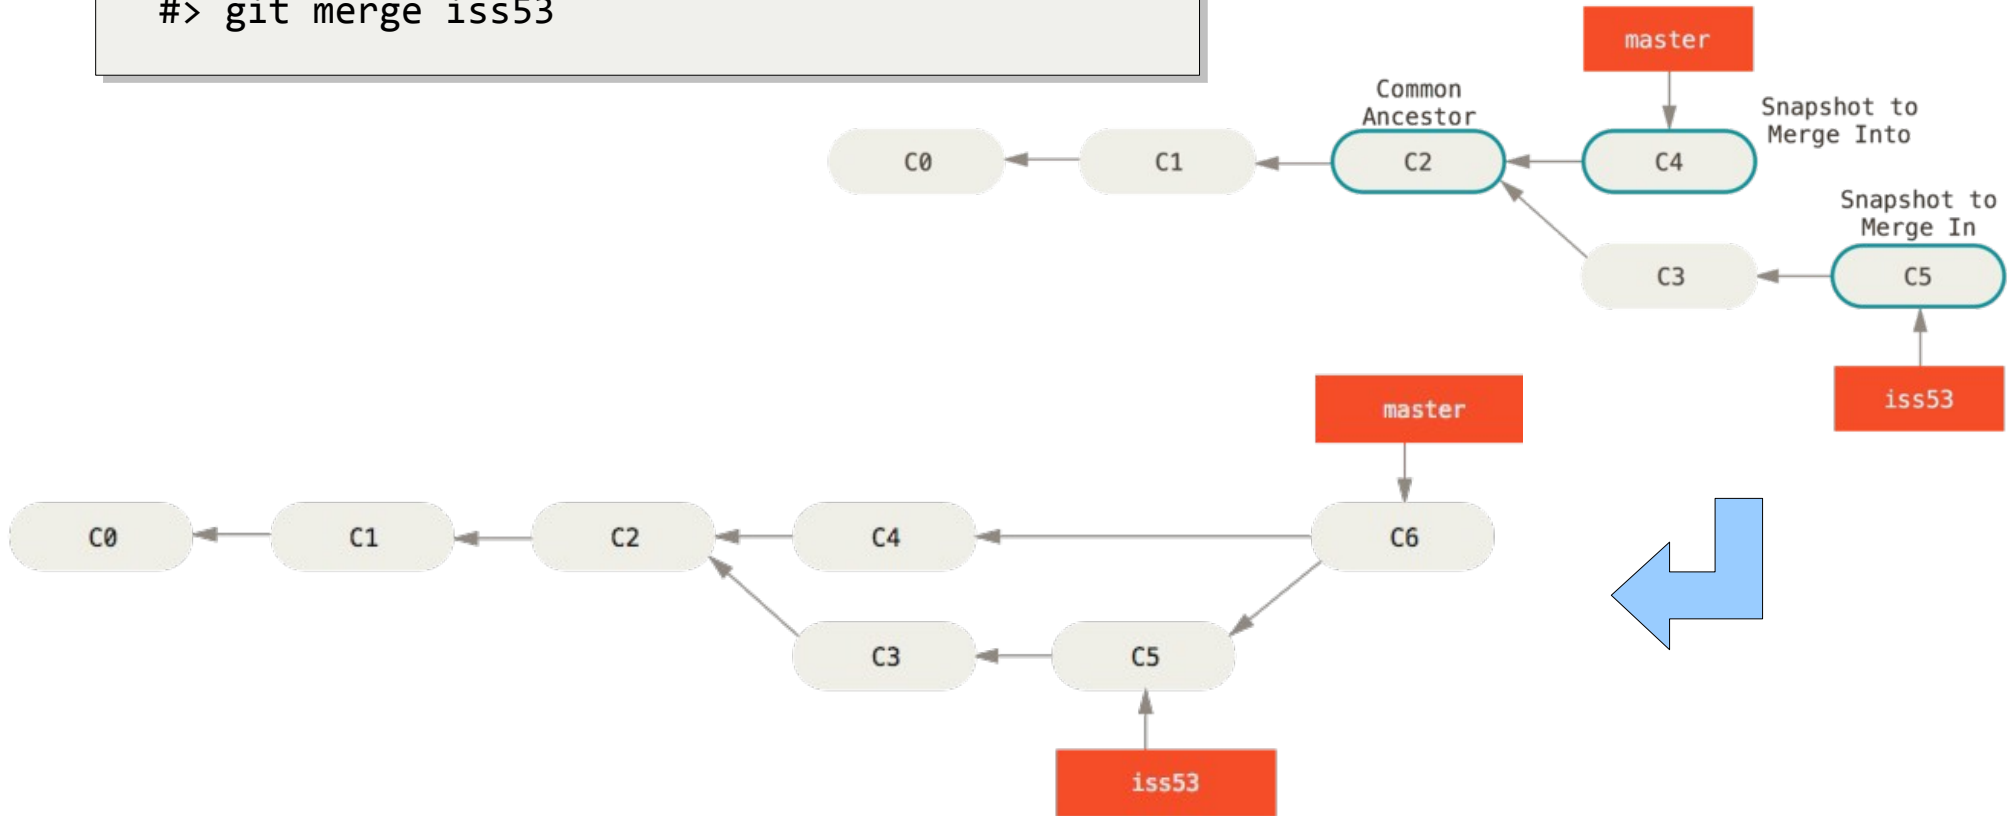 #> git merge iss53
master
Common
Ancestor
Snapshot to
Merge Into
C0
C1
C2
C4
Snapshot to
Merge In
C3
C5
iss53
master
C0
C1
C2
C4
C6
C3
C5
iss53